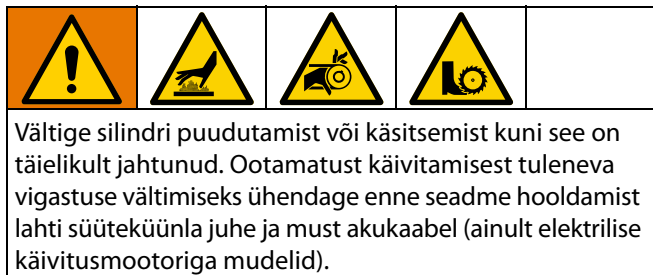 Vältige silindri puudutamist või käsitsemist kuni see on
täielikult jahtunud. Ootamatust käivitamisest tuleneva
vigastuse vältimiseks ühendage enne seadme hooldamist
lahti süüteküünla juhe ja must akukaabel (ainult elektrilise
käivitusmootoriga mudelid).